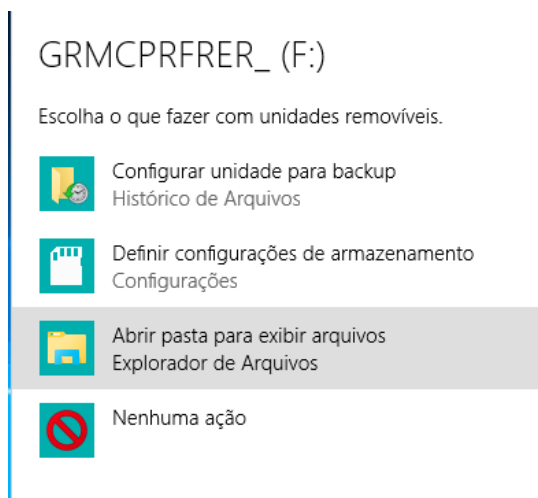 GRMCPRFRER_ (F:)
Escolha o que fazer com unidades removíveis.
Configurar unidade para backup
Histórico de Arquivos
Definir configurações de armazenamento
Configurações
Abrir pasta para exibir arquivos
Explorador de Arquivos
Nenhuma ação